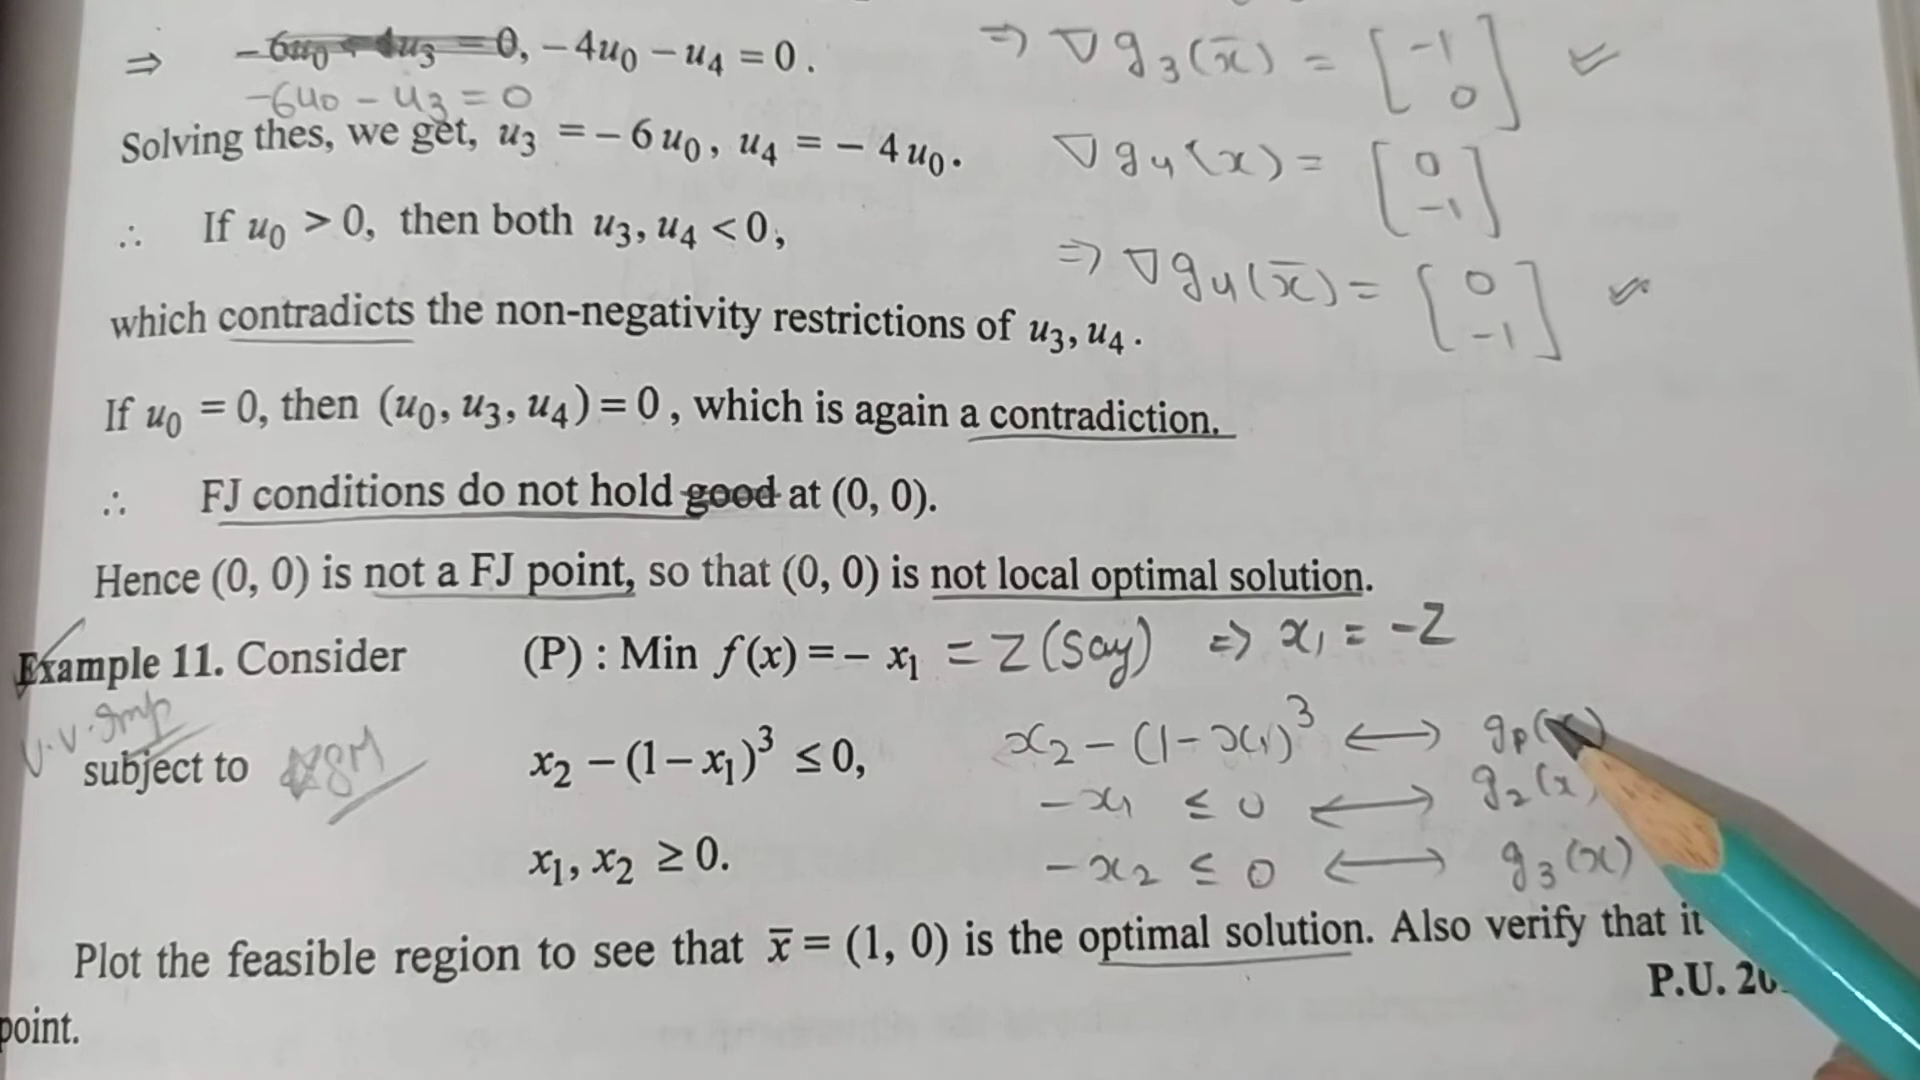 ⇒ -6u0 + 4u3 = 0, -4u0 - u4 = 0. ⇒ ∇g3(x̄) = [-1 0]
-6u0 - u3 = 0
Solving thes, we get, u3 = -6u0, u4 = -4u0. ∇g4(x) = [0 -1]
∴ If u0 > 0, then both u3, u4 < 0, ⇒ ∇g4(x̄) = [0 -1]
which contradicts the non-negativity restrictions of u3, u4.
If u0 = 0, then (u0, u3, u4) = 0, which is again a contradiction.
∴ FJ conditions do not hold good at (0, 0).
Hence (0, 0) is not a FJ point, so that (0, 0) is not local optimal solution.
Example 11. Consider (P) : Min f(x) = - x1 = Z (Say) ⇒ x1 = -Z
V.V. Imp
subject to 8M x2 - (1 - x1)³ ≤ 0, x2 - (1 - x1)³ ⟷
-x1 ≤ 0 ⟷ g2(x
x1, x2 ≥ 0. -x2 ≤ 0 ⟷ g3(x)
Plot the feasible region to see that x̄ = (1, 0) is the optimal solution. Also verify that it
P.U.
point.